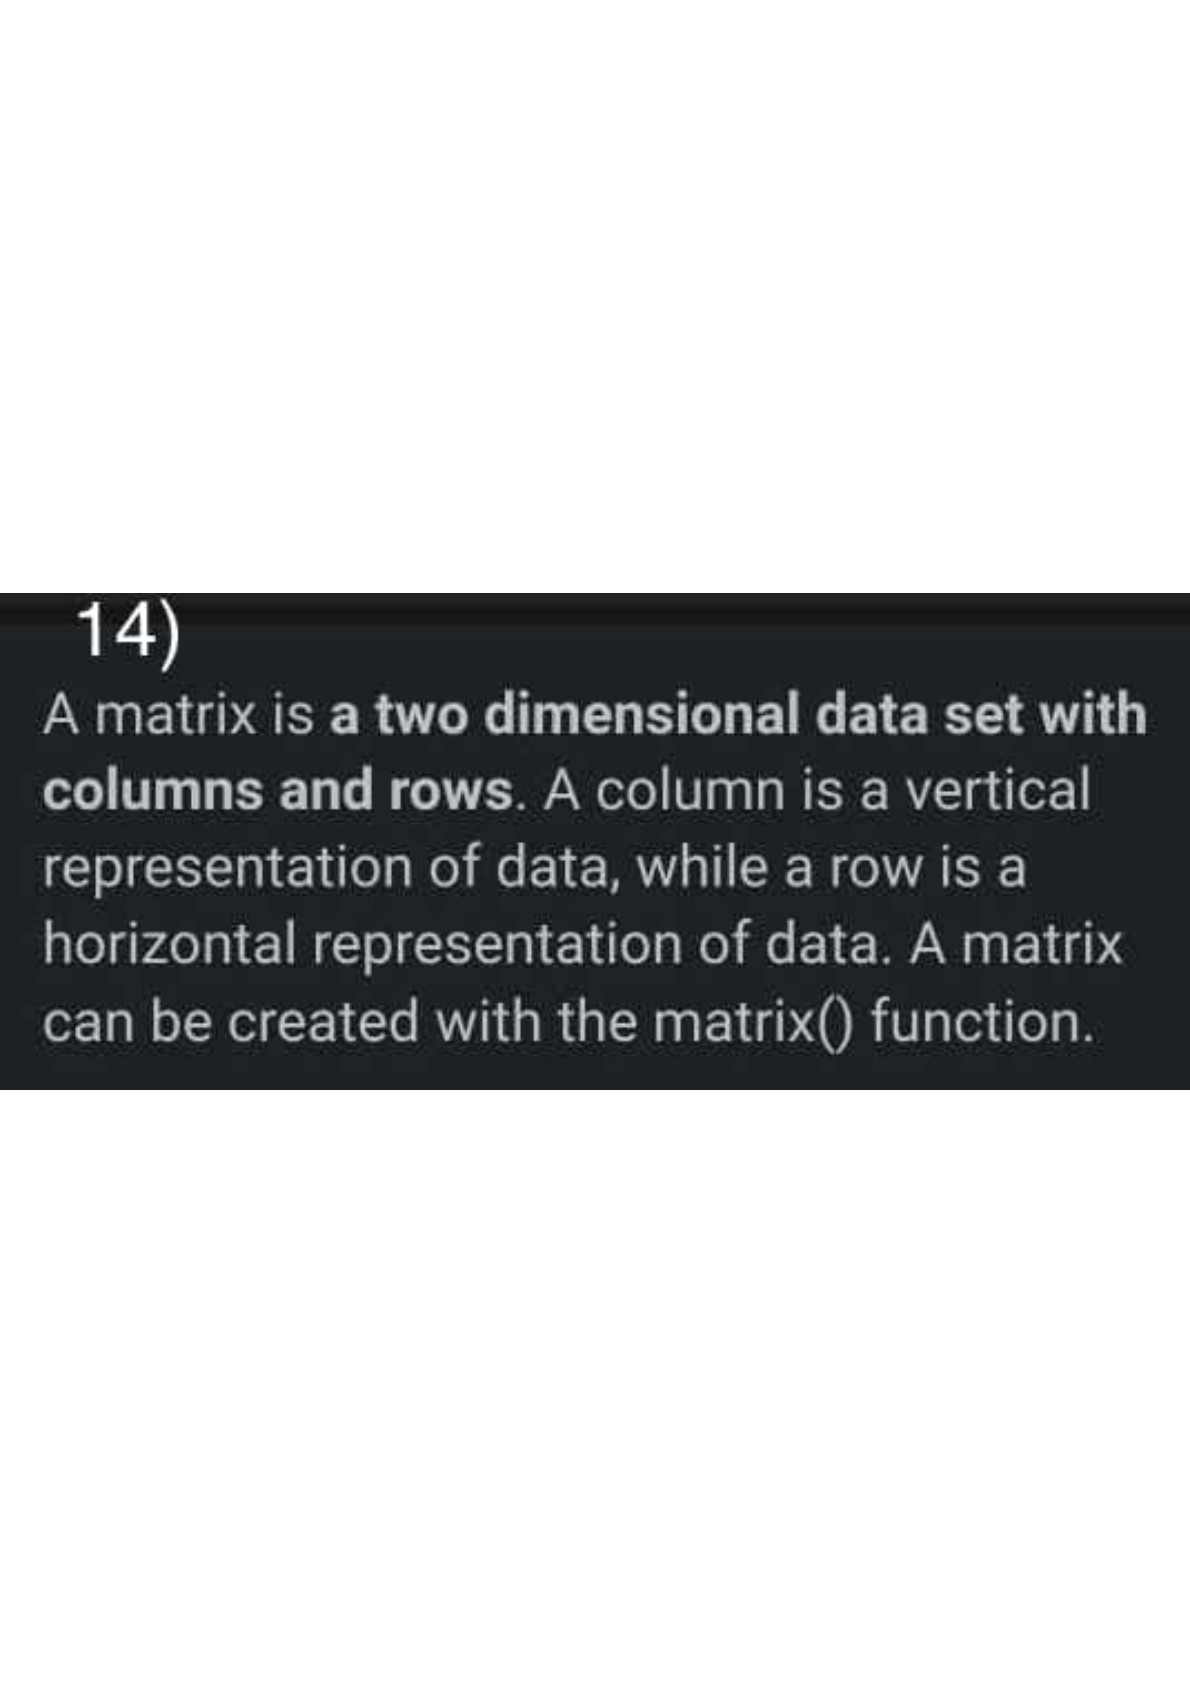 14)
A matrix is a two dimensional data set with
columns and rows. A column is a vertical
representation of data, while a row is a
horizontal representation of data. A matrix
can be created with the matrix() function.